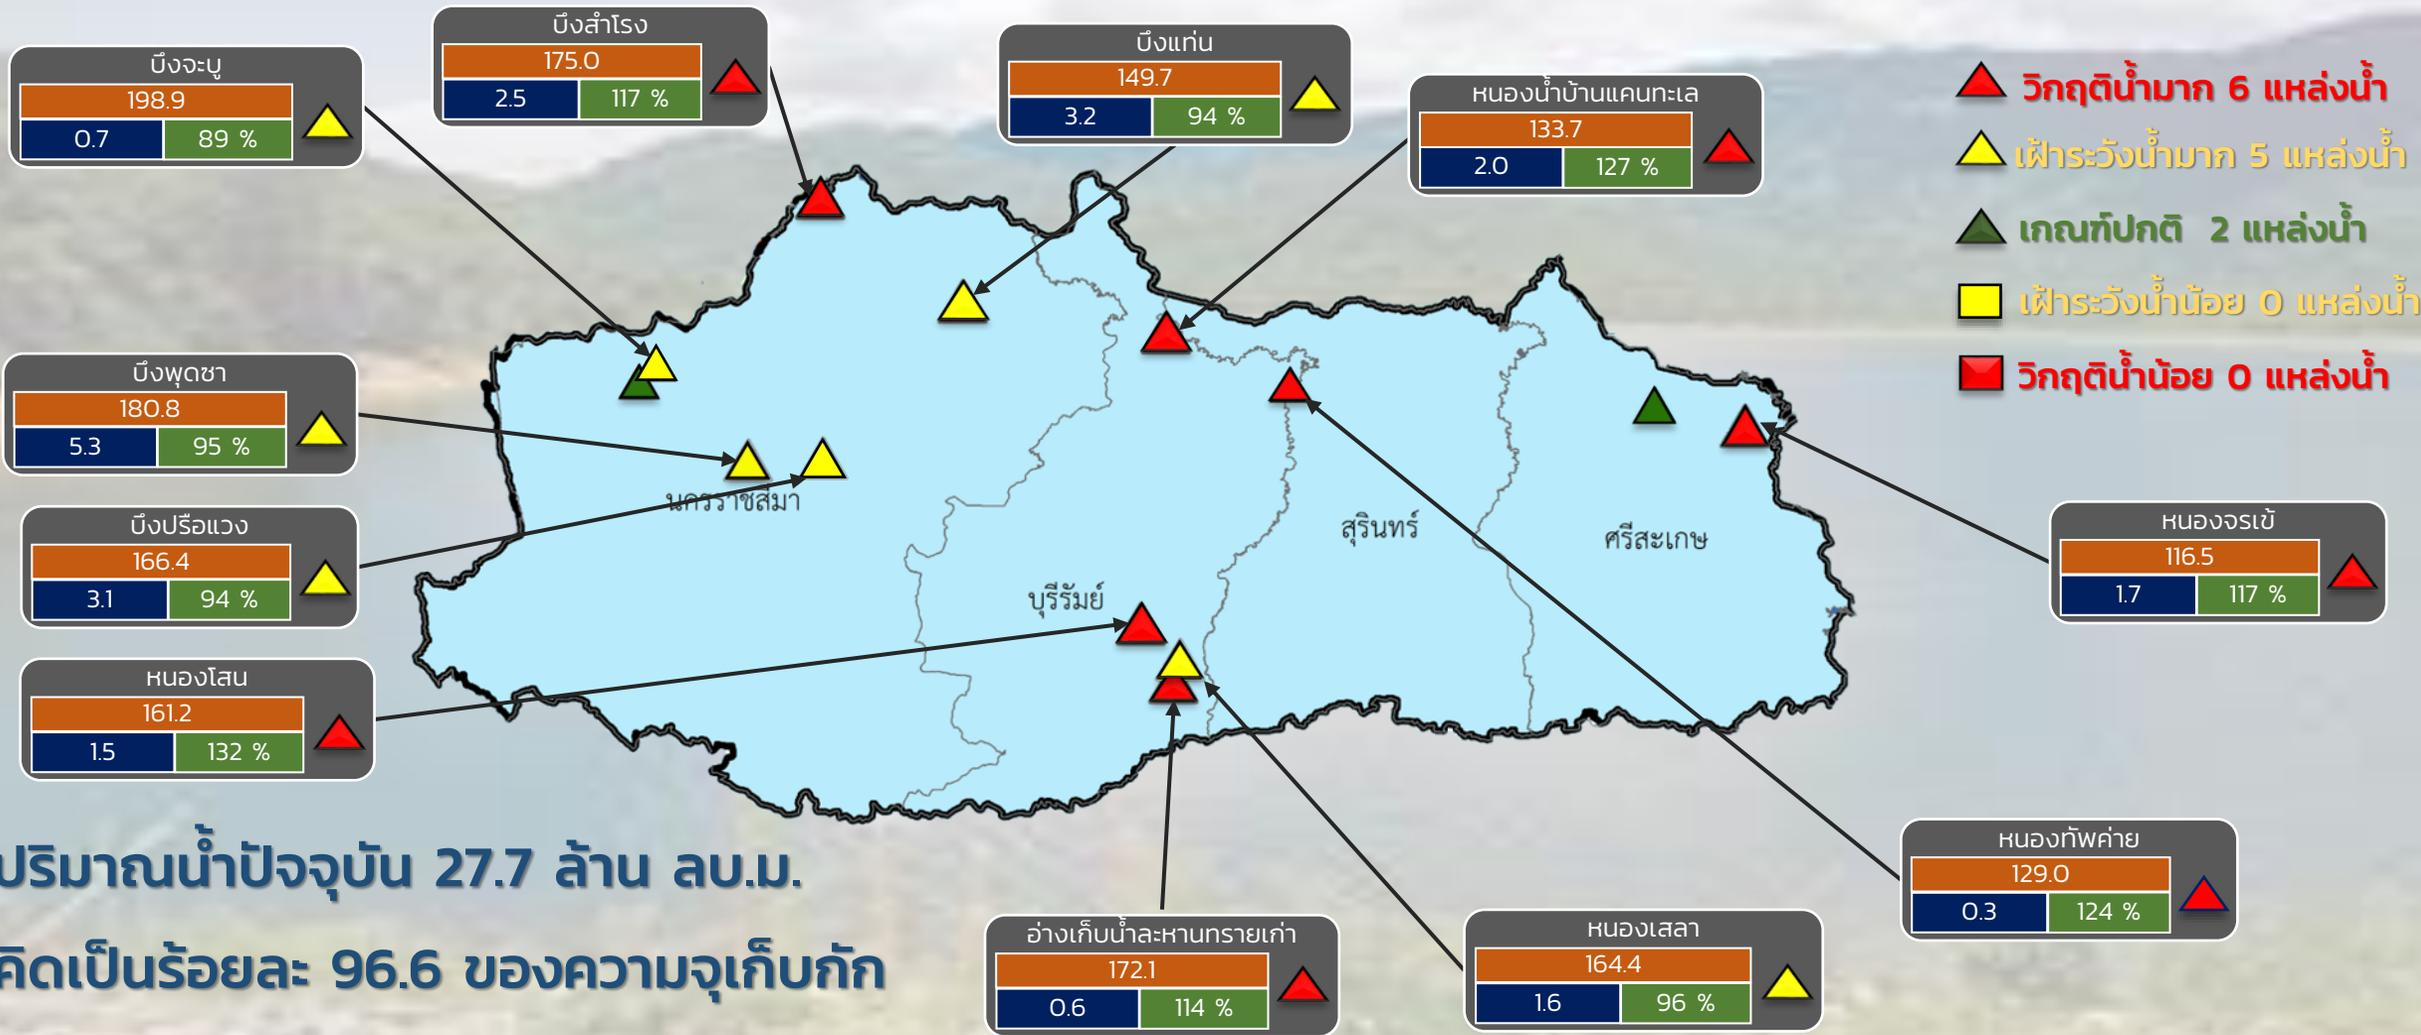 บึงจะบู
198.9
0.7 89 %
บึงสำโรง
175.0
2.5 117 %
บึงแท่น
149.7
3.2 94 %
หนองน้ำบ้านแคนทะเล
133.7
2.0 127 %
วิกฤติน้ำมาก 6 แหล่งน้ำ
เฝ้าระวังน้ำมาก 5 แหล่งน้ำ
เกณฑ์ปกติ 2 แหล่งน้ำ
เฝ้าระวังน้ำน้อย 0 แหล่งน้ำ
วิกฤติน้ำน้อย 0 แหล่งน้ำ
บึงพุดซา
180.8
5.3 95 %
บึงปรือแวง
166.4
3.1 94 %
หนองโสน
161.2
1.5 132 %
นครราชสีมา
บุรีรัมย์
สุรินทร์
ศรีสะเกษ
หนองจรเข้
116.5
1.7 117 %
หนองทัพค่าย
129.0
0.3 124 %
หนองเสลา
164.4
1.6 96 %
อ่างเก็บน้ำละหานทรายเก่า
172.1
0.6 114 %
ปริมาณน้ำปัจจุบัน 27.7 ล้าน ลบ.ม.
คิดเป็นร้อยละ 96.6 ของความจุเก็บกัก